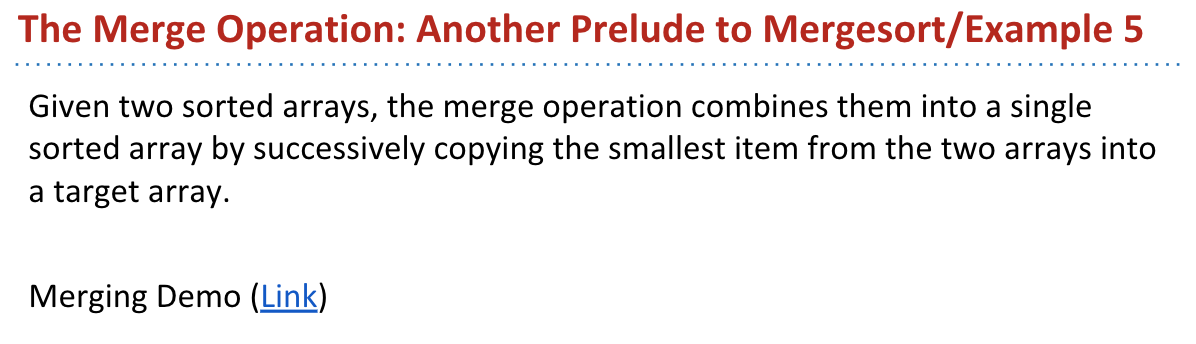 The Merge Operation: Another Prelude to Mergesort/Example 5
Given two sorted arrays, the merge operation combines them into a single
sorted array by successively copying the smallest item from the two arrays into
a target array.
Merging Demo (Link)